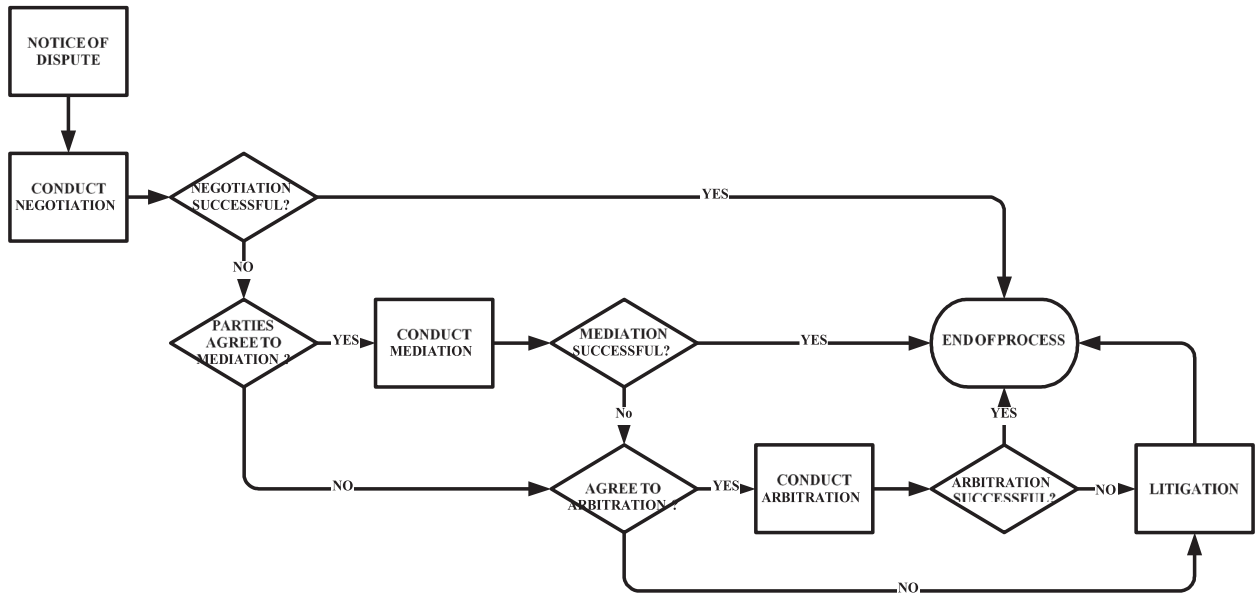 NOTICE OF
DISPUTE
CONDUCT
NEGOTIATION
NEGOTIATION
SUCCESSFUL?
YES
NO
PARTIES
AGREE TO
MEDIATION ?
YES
CONDUCT
MEDIATION
MEDIATION
SUCCESSFUL?
YES
END OF PROCESS
No
YES
NO
AGREE TO
ARBITRATION ?
YES
CONDUCT
ARBITRATION
ARBITRATION
SUCCESSFUL?
NO
LITIGATION
NO